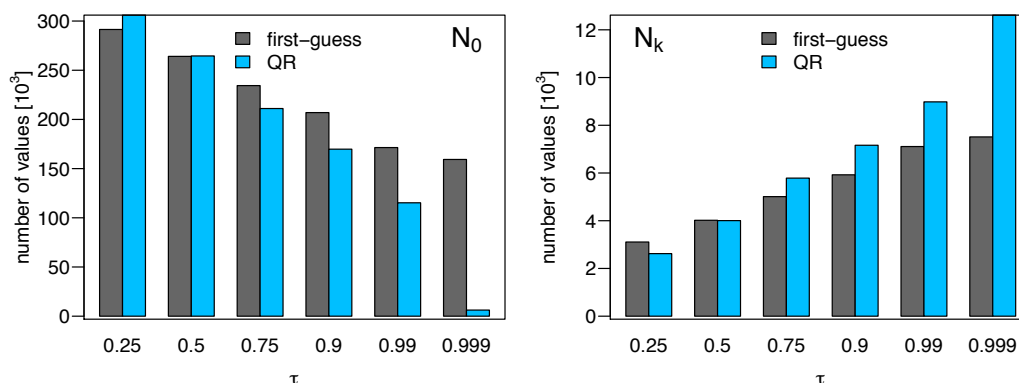 number of values [10³]
300
250
200
150
100
50
0
first−guess
QR
N₀
0.25 0.5 0.75 0.9 0.99 0.999
τ
number of values [10³]
12
10
8
6
4
2
0
N_k
first−guess
QR
0.25 0.5 0.75 0.9 0.99 0.999
τ